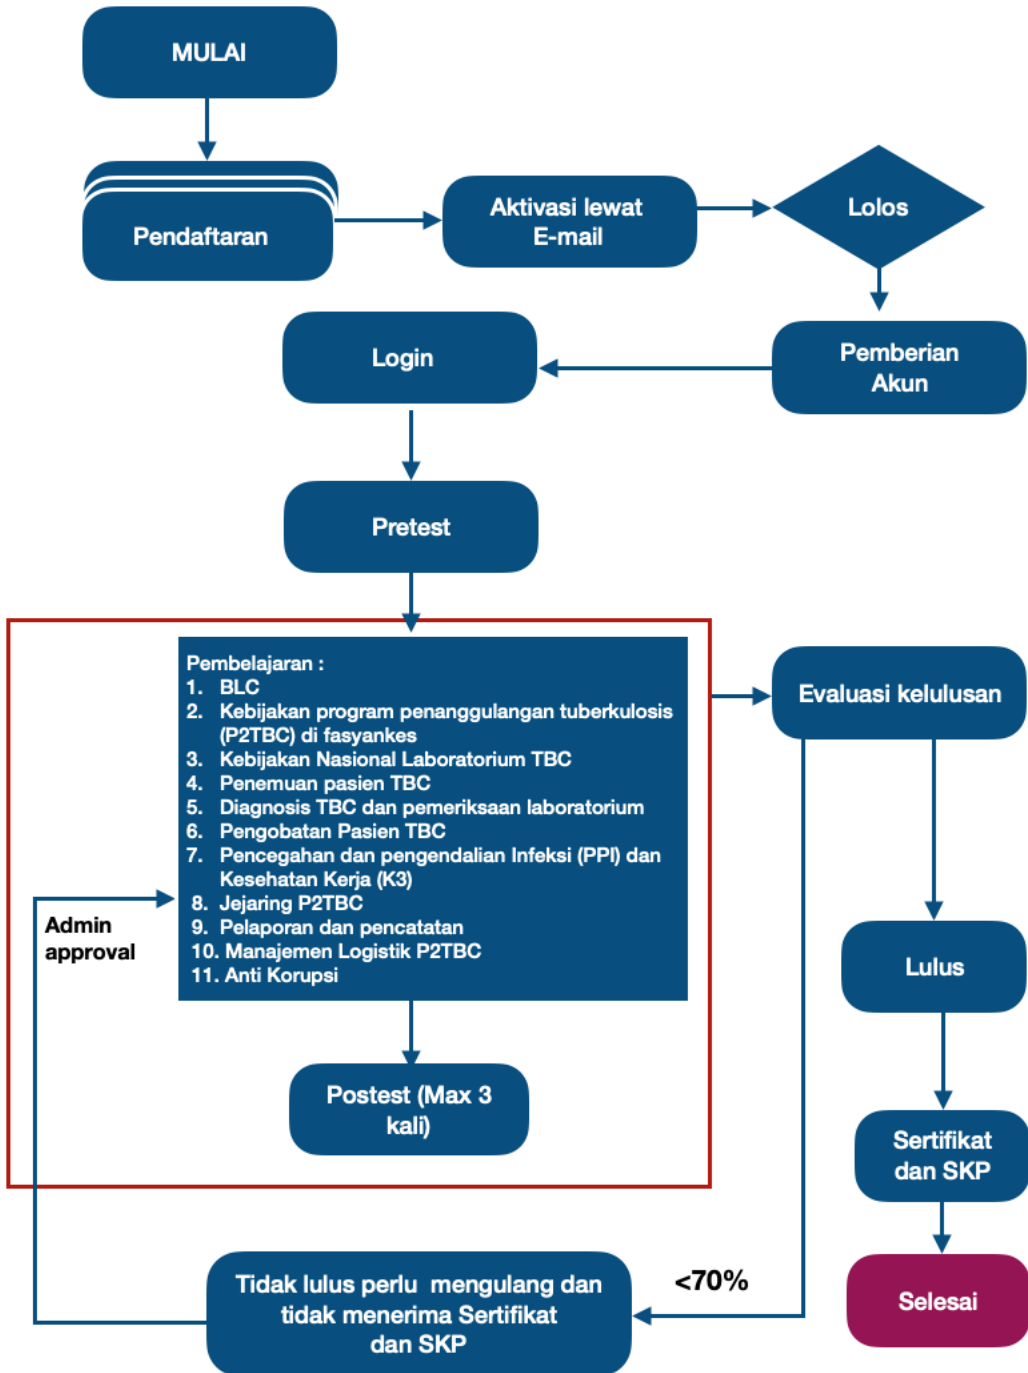 MULAI
Pendaftaran
Aktivasi lewat
E-mail
Lolos
Pemberian
Akun
Login
Pretest
Pembelajaran :
1. BLC
2. Kebijakan program penanggulangan tuberkulosis
(P2TBC) di fasyankes
3. Kebijakan Nasional Laboratorium TBC
4. Penemuan pasien TBC
5. Diagnosis TBC dan pemeriksaan laboratorium
6. Pengobatan Pasien TBC
7. Pencegahan dan pengendalian Infeksi (PPI) dan
Kesehatan Kerja (K3)
8. Jejaring P2TBC
9. Pelaporan dan pencatatan
10. Manajemen Logistik P2TBC
11. Anti Korupsi
Admin
approval
Postest (Max 3
kali)
Evaluasi kelulusan
Lulus
Sertifikat
dan SKP
Selesai
<70%
Tidak lulus perlu mengulang dan
tidak menerima Sertifikat
dan SKP